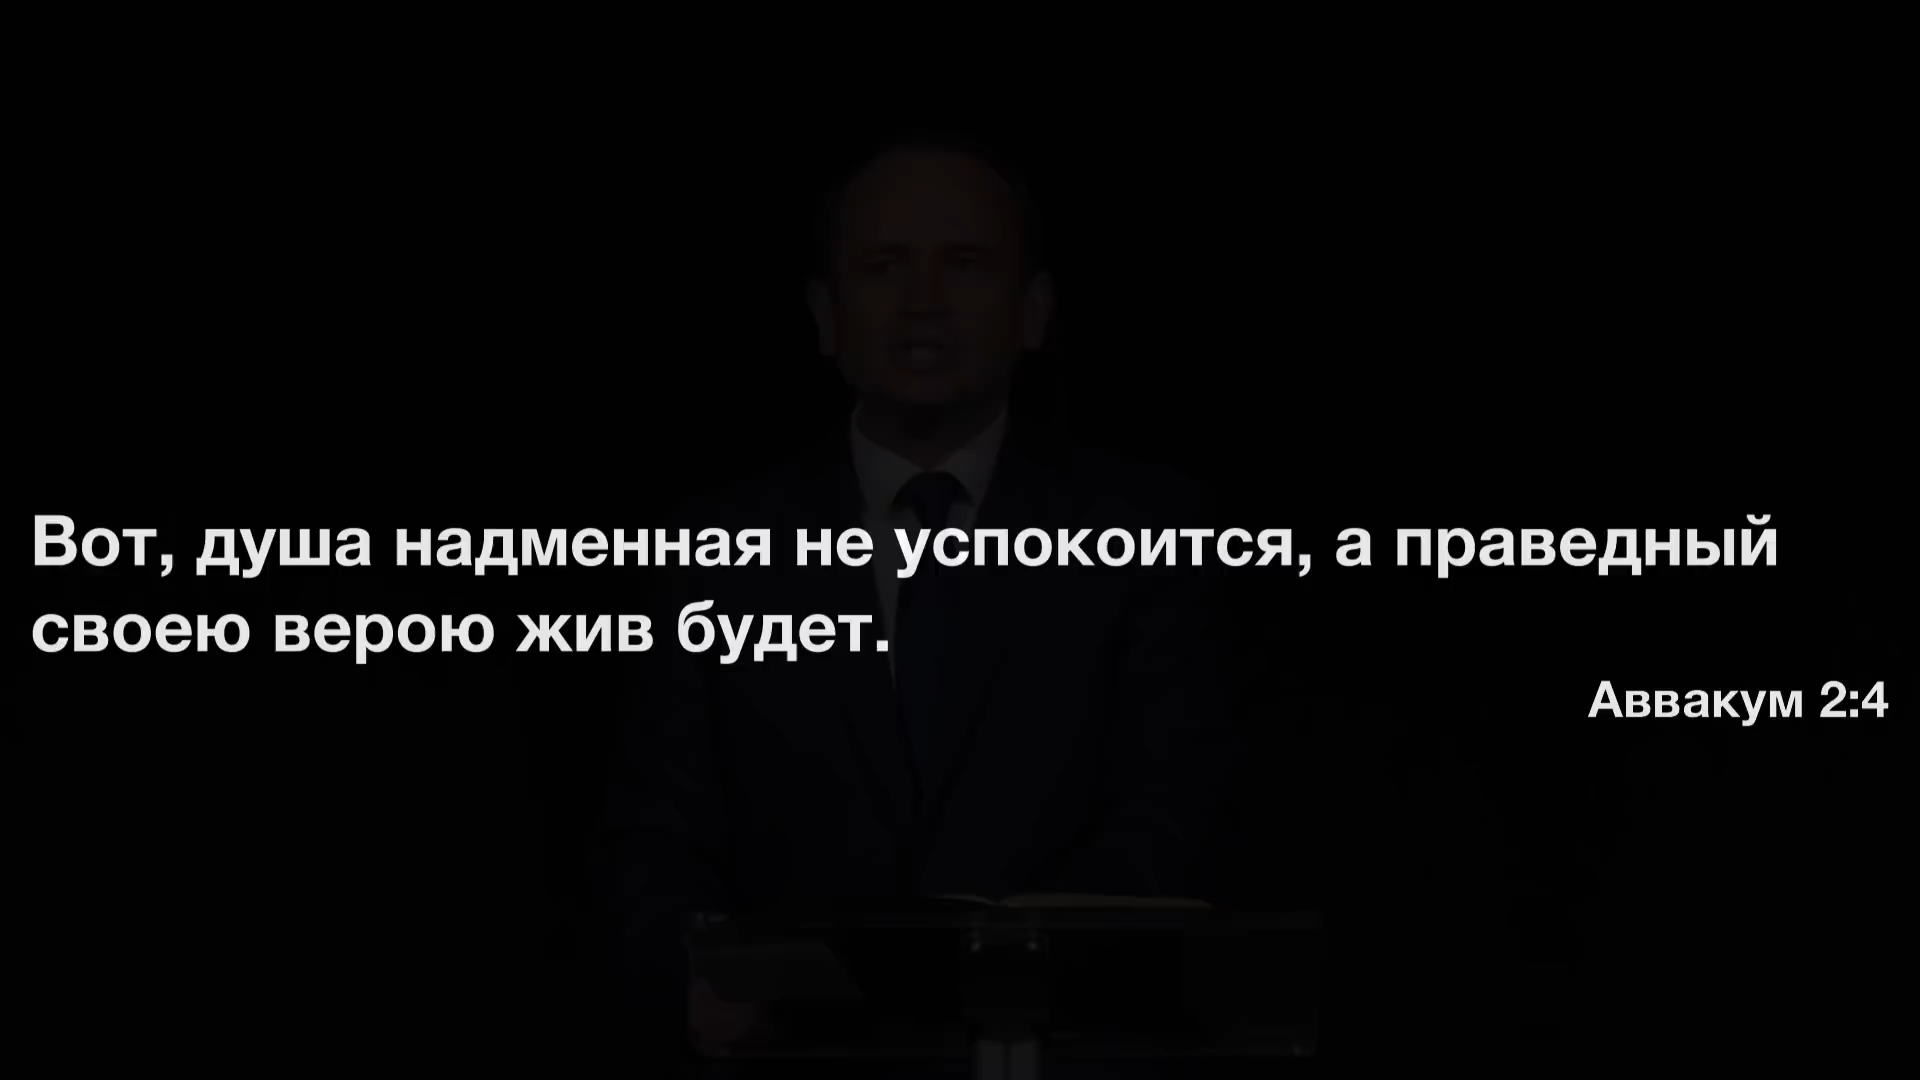 Вот, душа надменная не успокоится, а праведный
своею верою жив будет.
Аввакум 2:4